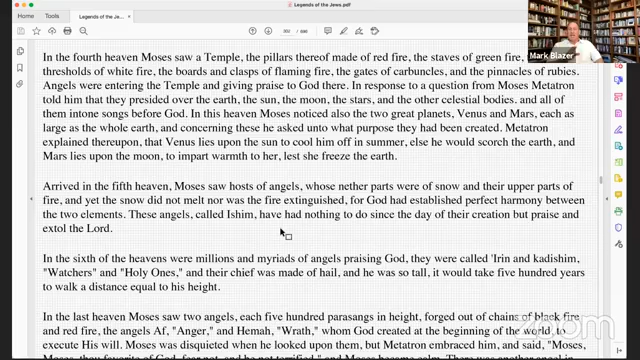 Legends of the Jews.pdf
Home
Tools
Legends of the Jew...
Mark Blazer
In the fourth heaven Moses saw a Temple, the pillars thereof made of red fire, the staves of green fire,
thresholds of white fire, the boards and clasps of flaming fire, the gates of carbuncles, and the pinnacles of rubies.
Angels were entering the Temple and giving praise to God there. In response to a question from Moses Metatron
told him that they presided over the earth, the sun, the moon, the stars, and the other celestial bodies. and all of
them intone songs before God. In this heaven Moses noticed also the two great planets, Venus and Mars, each as
large as the whole earth, and concerning these he asked unto what purpose they had been created. Metatron
explained thereupon, that Venus lies upon the sun to cool him off in summer, else he would scorch the earth, and
Mars lies upon the moon, to impart warmth to her, lest she freeze the earth.
Arrived in the fifth heaven, Moses saw hosts of angels, whose nether parts were of snow and their upper parts of
fire, and yet the snow did not melt nor was the fire extinguished, for God had established perfect harmony between
the two elements. These angels, called Ishim, have had nothing to do since the day of their creation but praise and
extol the Lord.
In the sixth of the heavens were millions and myriads of angels praising God, they were called 'Irin and kadishim,
"Watchers" and "Holy Ones," and their chief was made of hail, and he was so tall, it would take five hundred years
to walk a distance equal to his height.
In the last heaven Moses saw two angels, each five hundred parasangs in height, forged out of chains of black fire
and red fire, the angels Af, "Anger," and Hemah, "Wrath," whom God created at the beginning of the world, to
execute His will. Moses was disquieted when he looked upon them, but Metatron embraced him, and said, "Moses,
zoom